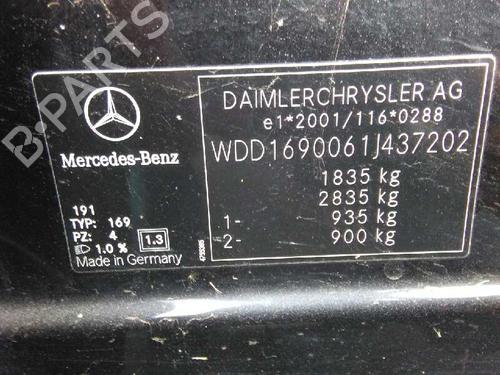 B-PARTS
Mercedes-Benz
191
TYP: 169
PZ: 4
1.0 %
1.3
Made in Germany
DAIMLERCHRYSLER AG
e1*2001/116*0288
WDD1690061J437202
1835 kg
2835 kg
1- 935 kg
2- 900 kg